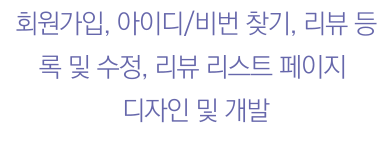 회원가입, 아이디/비번 찾기, 리뷰 등
록 및 수정, 리뷰 리스트 페이지
디자인 및 개발